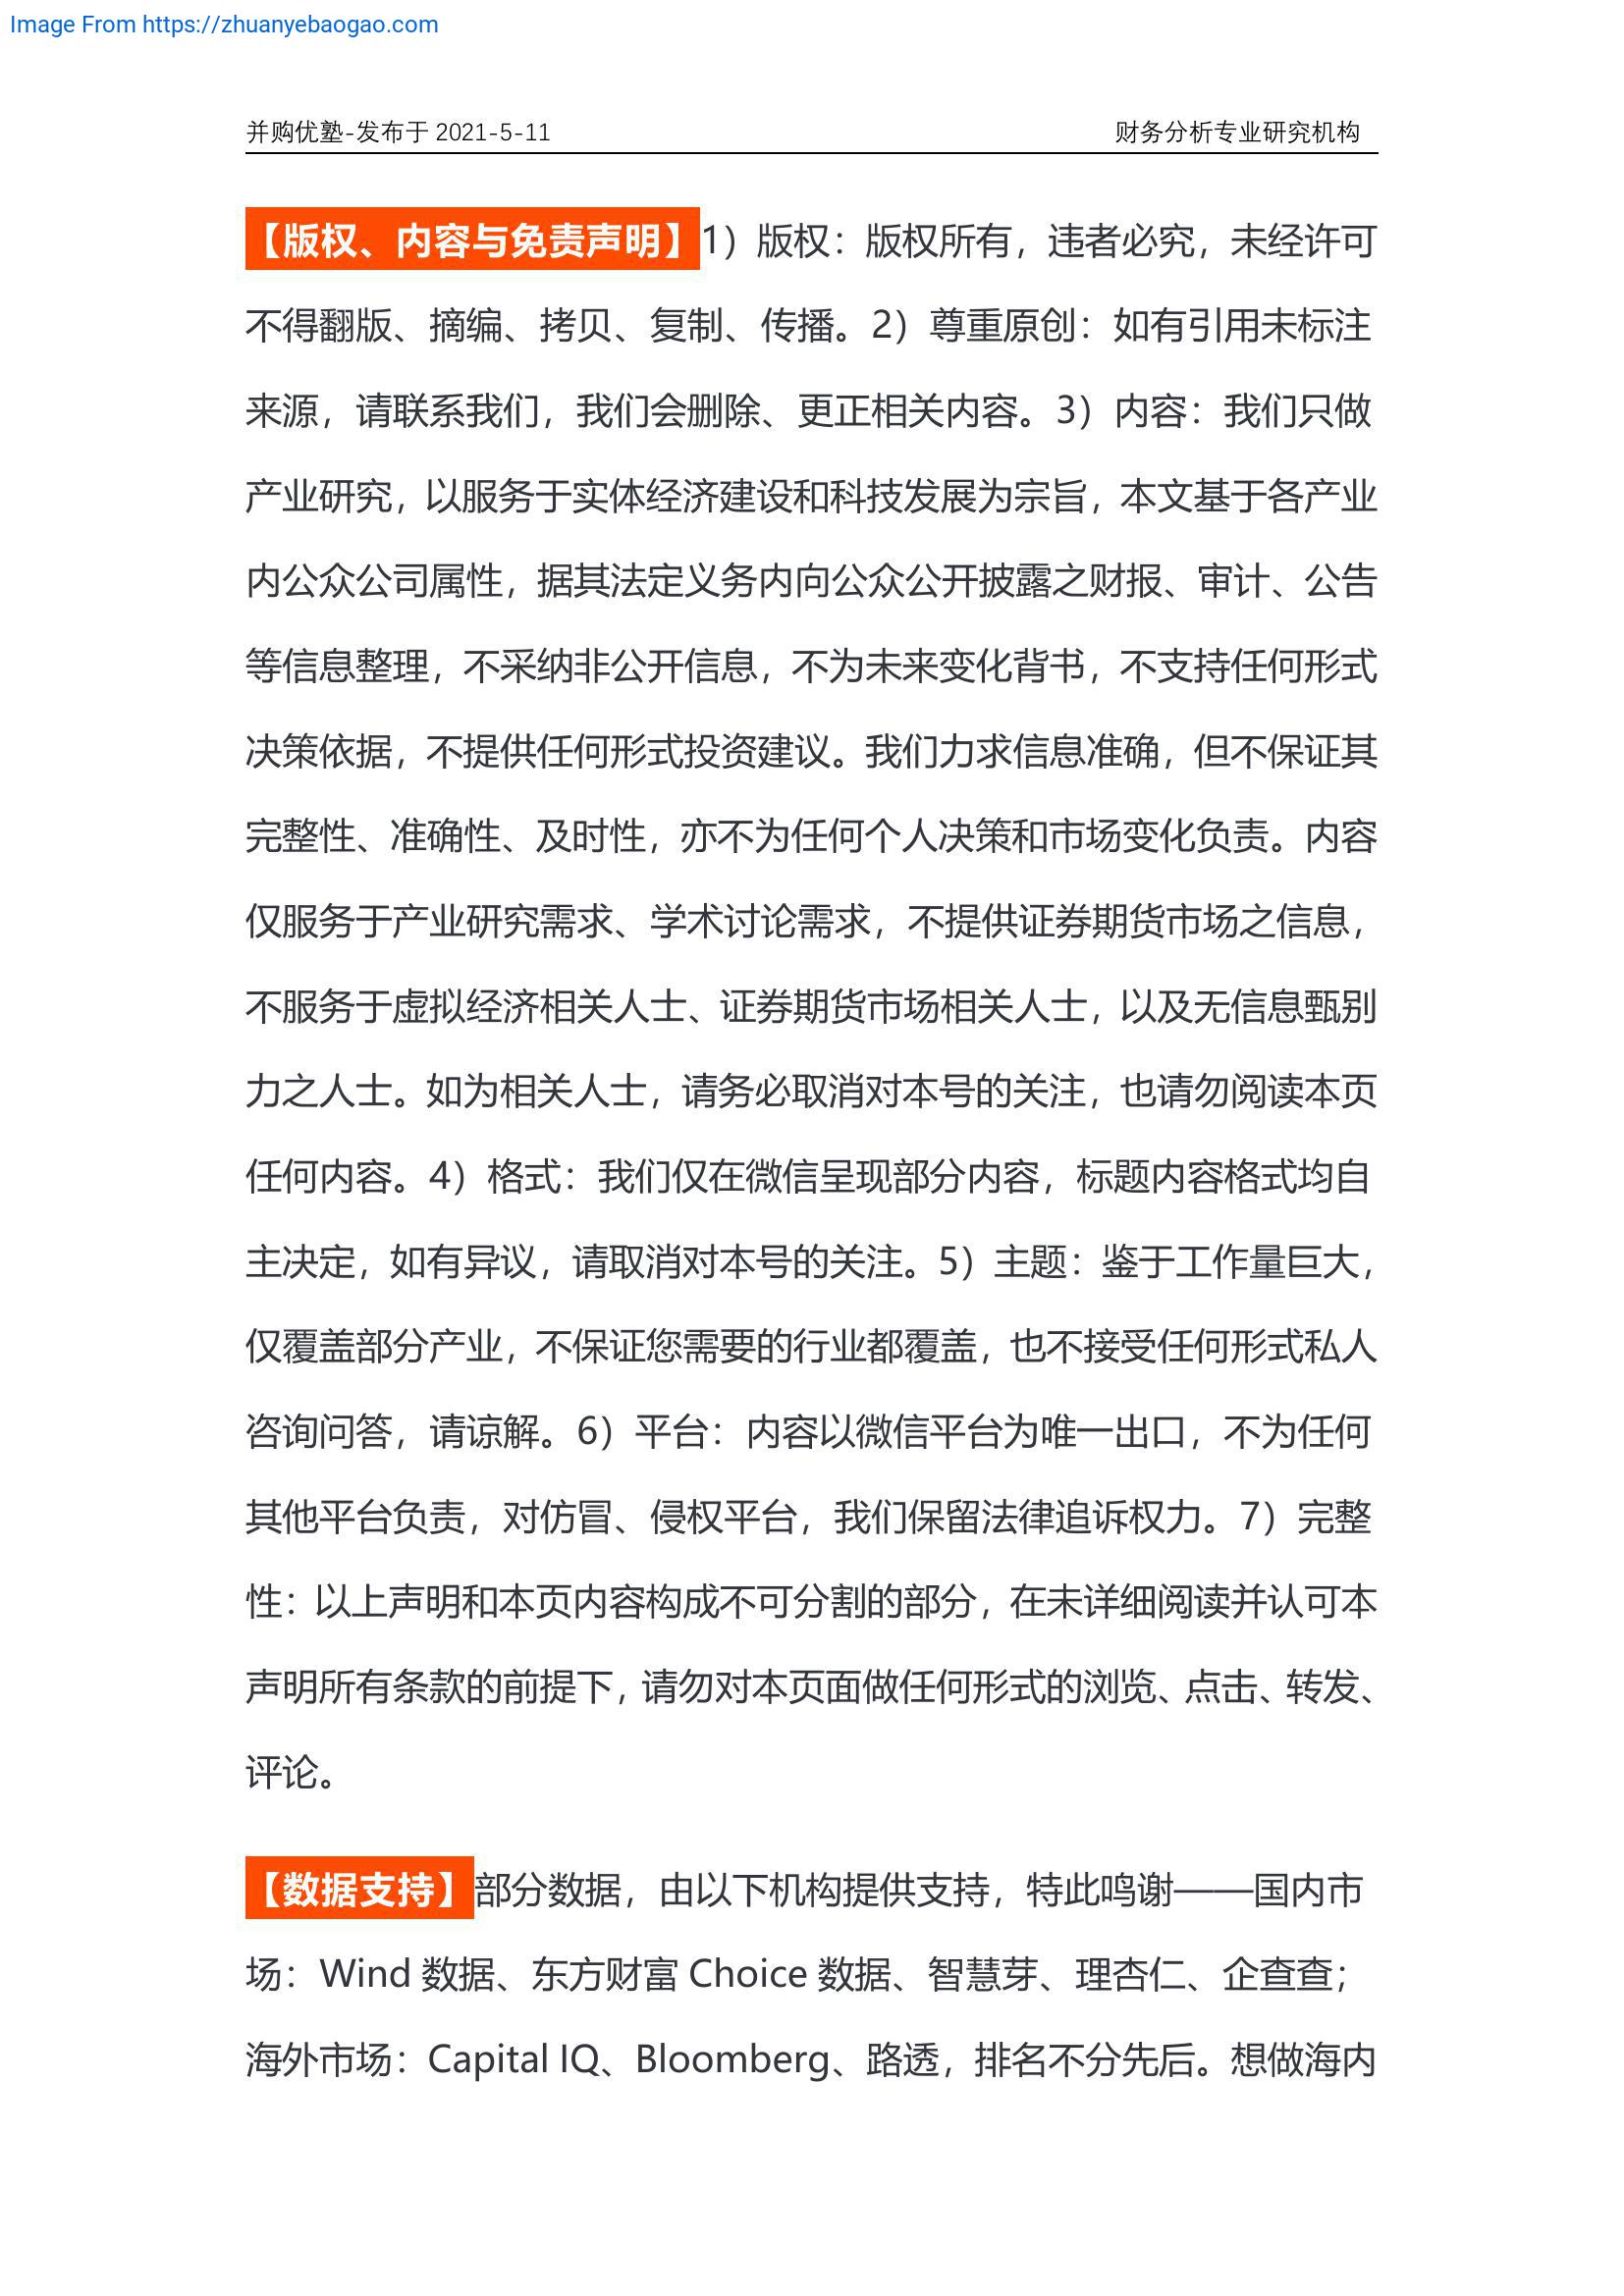 Image From https://zhuanyebaogao.com
并购优塾-发布于 2021-5-11 财务分析专业研究机构
【版权、内容与免责声明】1）版权：版权所有，违者必究，未经许可
不得翻版、摘编、拷贝、复制、传播。2）尊重原创：如有引用未标注
来源，请联系我们，我们会删除、更正相关内容。3）内容：我们只做
产业研究，以服务于实体经济建设和科技发展为宗旨，本文基于各产业
内公众公司属性，据其法定义务内向公众公开披露之财报、审计、公告
等信息整理，不采纳非公开信息，不为未来变化背书，不支持任何形式
决策依据，不提供任何形式投资建议。我们力求信息准确，但不保证其
完整性、准确性、及时性，亦不为任何个人决策和市场变化负责。内容
仅服务于产业研究需求、学术讨论需求，不提供证券期货市场之信息，
不服务于虚拟经济相关人士、证券期货市场相关人士，以及无信息甄别
力之人士。如为相关人士，请务必取消对本号的关注，也请勿阅读本页
任何内容。4）格式：我们仅在微信呈现部分内容，标题内容格式均自
主决定，如有异议，请取消对本号的关注。5）主题：鉴于工作量巨大，
仅覆盖部分产业，不保证您需要的行业都覆盖，也不接受任何形式私人
咨询问答，请谅解。6）平台：内容以微信平台为唯一出口，不为任何
其他平台负责，对仿冒、侵权平台，我们保留法律追诉权力。7）完整
性：以上声明和本页内容构成不可分割的部分，在未详细阅读并认可本
声明所有条款的前提下，请勿对本页面做任何形式的浏览、点击、转发、
评论。
【数据支持】部分数据，由以下机构提供支持，特此鸣谢——国内市
场：Wind 数据、东方财富 Choice 数据、智慧芽、理杏仁、企查查；
海外市场：Capital IQ、Bloomberg、路透，排名不分先后。想做海内